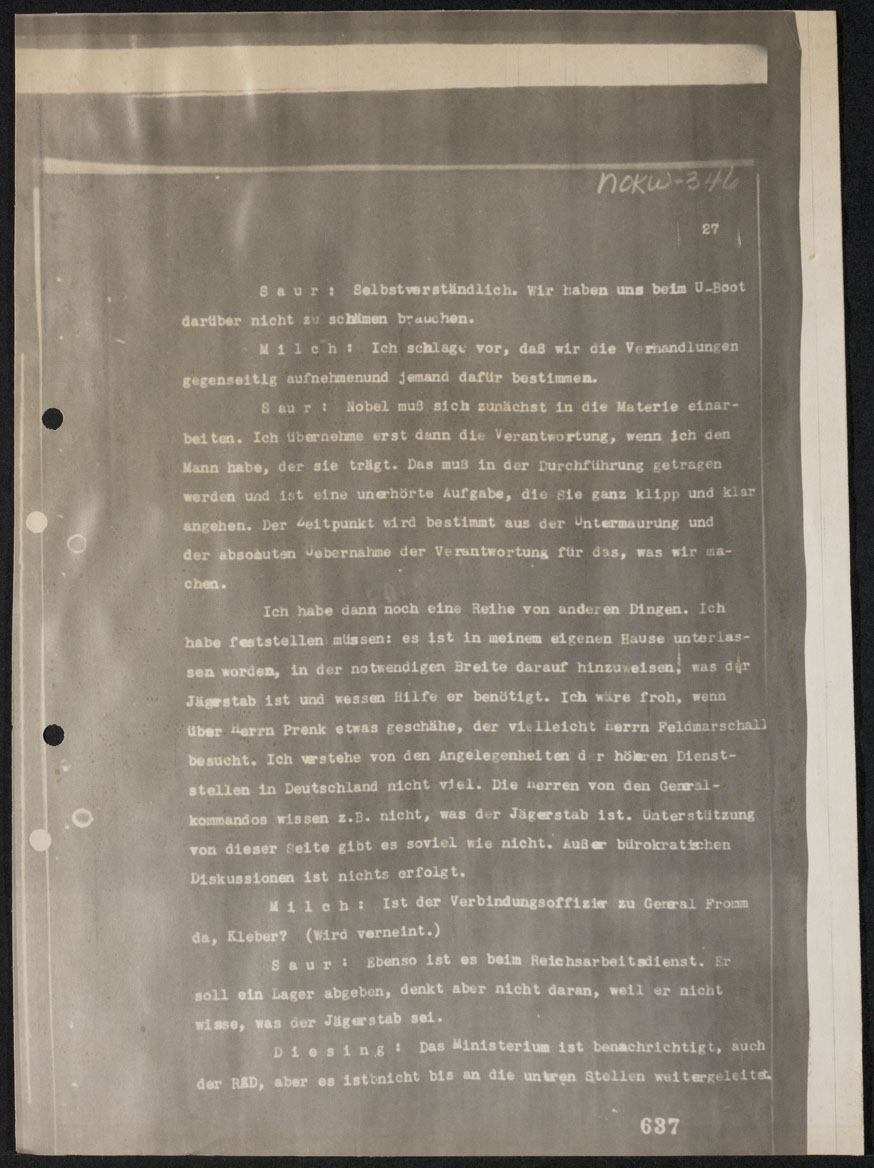 NOKW-346
27
S a u r : Selbstverständlich. Wir haben uns beim U-Boot
darüber nicht zu schämen brauchen.
M i l c h : Ich schlage vor, daß wir die Verhandlungen
gegenseitig aufnehmenund jemand dafür bestimmen.
S a u r : Nobel muß sich zunächst in die Materie einar-
beiten. Ich übernehme erst dann die Verantwortung, wenn ich den
Mann habe, der sie trägt. Das muß in der Durchführung getragen
werden und ist eine unerhörte Aufgabe, die Sie ganz klipp und klar
angehen. Der Zeitpunkt wird bestimmt aus der Untermaurung und
der absoluten Uebernahme der Verantwortung für das, was wir ma-
chen.
Ich habe dann noch eine Reihe von anderen Dingen. Ich
habe feststellen müssen: es ist in meinem eigenen Hause unterlas-
sen worden, in der notwendigen Breite darauf hinzuweisen, was der
Jägerstab ist und wessen Hilfe er benötigt. Ich wäre froh, wenn
über Herrn Prenk etwas geschähe, der vielleicht Herrn Feldmarschall
besucht. Ich verstehe von den Angelegenheiten der höheren Dienst-
stellen in Deutschland nicht viel. Die Herren von den General-
kommandos wissen z.B. nicht, was der Jägerstab ist. Unterstützung
von dieser Seite gibt es soviel wie nicht. Außer bürokratischen
Diskussionen ist nichts erfolgt.
M i l c h : Ist der Verbindungsoffizier zu General Fromm
da, Kleber? (Wird verneint.)
S a u r : Ebenso ist es beim Reichsarbeitsdienst. Er
soll ein Lager abgeben, denkt aber nicht daran, weil er nicht
wisse, was der Jägerstab sei.
D i e s i n g : Das Ministerium ist benachrichtigt, auch
der RAD, aber es istbnicht bis an die untren Stellen weitergeleitet.
637